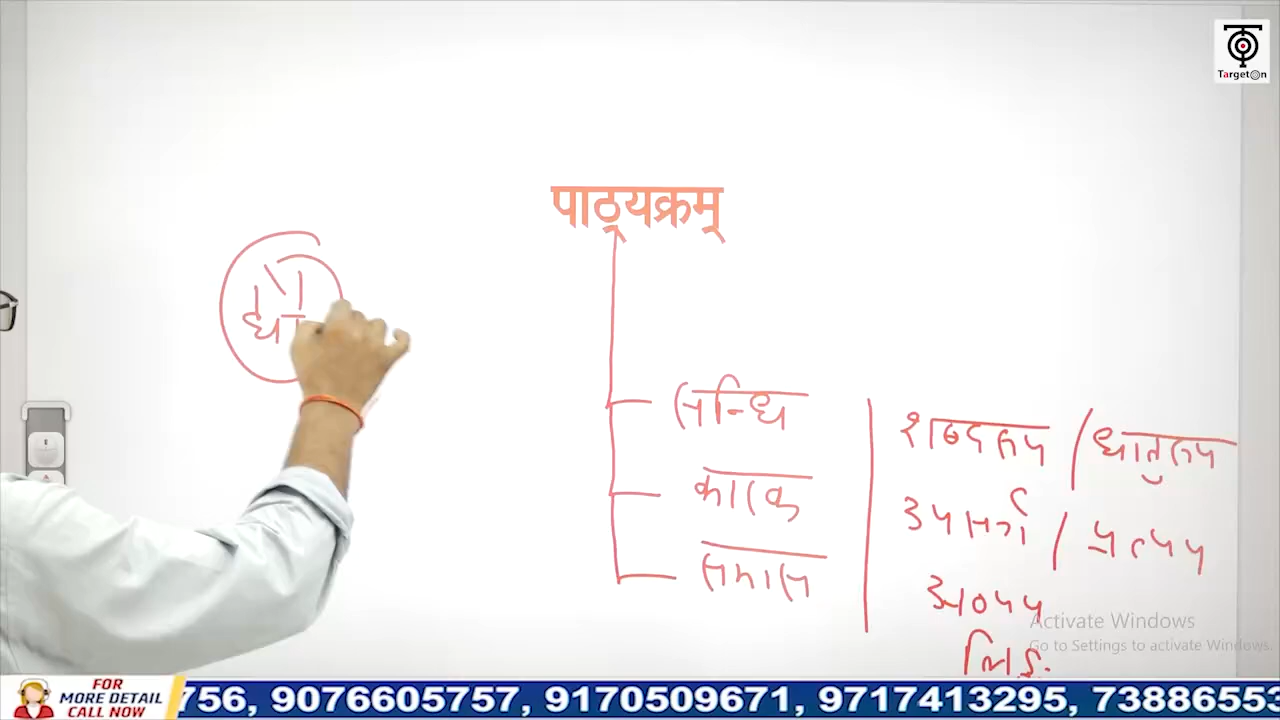 TargetOn
पाठ्यक्रम्
सन्धि
कारक
समास
शब्दरुप / धातुरुप
उपसर्ग / प्रत्यय
अव्यय
Activate Windows
Go to Settings to activate Windows.
FOR
MORE DETAIL
CALL NOW
756, 9076605757, 9170509671, 9717413295, 73886553